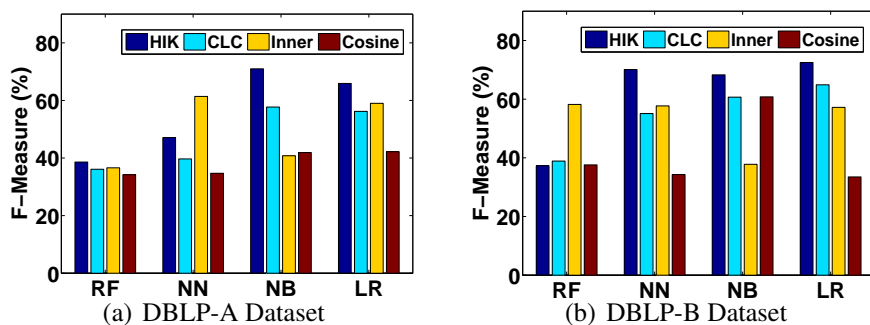 F−Measure (%)
80
60
40
20
0
HIK CLC Inner Cosine
RF NN NB LR
(a) DBLP-A Dataset
F−Measure (%)
80
60
40
20
0
HIK CLC Inner Cosine
RF NN NB LR
(b) DBLP-B Dataset